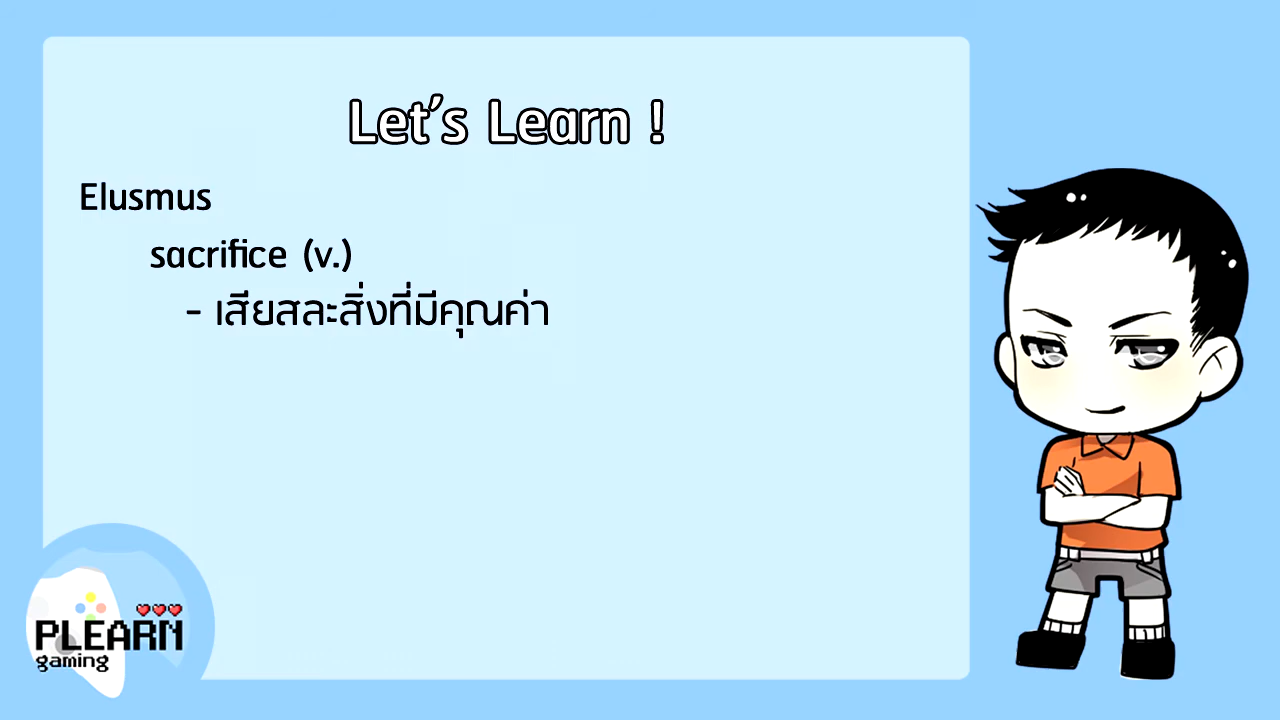 Let's Learn !
Elusmus
sacrifice (v.)
- เสียสละสิ่งที่มีคุณค่า
PLEARN
gaming